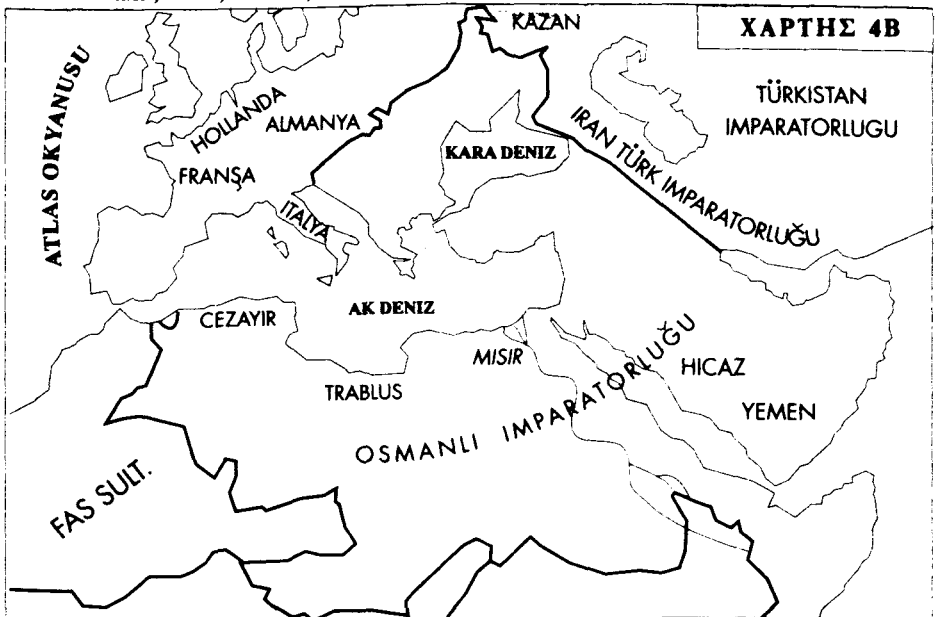 KAZAN
ΧΑΡΤΗΣ 4Β
ATLAS OKYANUSU
HOLLANDA
ALMANYA
FRANŞA
ITALYA
KARA DENIZ
TÜRKISTAN
IMPARATORLUGU
IRAN TÜRK IMPARATORLUĞU
CEZAYIR
AK DENIZ
TRABLUS
MISIR
HICAZ
YEMEN
OSMANLI IMPARATORLUĞU
FAS SULT.